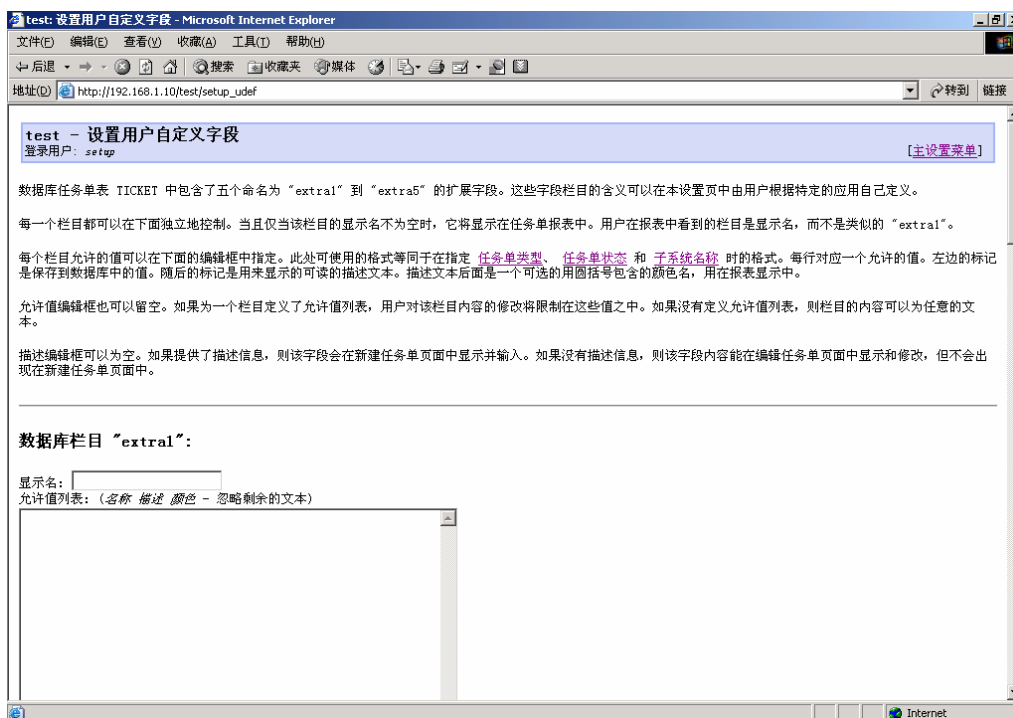 test: 设置用户自定义字段 - Microsoft Internet Explorer
文件(F) 编辑(E) 查看(V) 收藏(A) 工具(T) 帮助(H)
后退 搜索 收藏夹 媒体
地址(D) http://192.168.1.10/test/setup_udef 转到 链接
test - 设置用户自定义字段
登录用户: setup [主设置菜单]
数据库任务单表 TICKET 中包含了五个命名为 "extra1" 到 "extra5" 的扩展字段。这些字段栏目的含义可以在本设置页中由用户根据特定的应用自己定义。
每一个栏目都可以在下面独立地控制。当且仅当该栏目的显示名不为空时，它将显示在任务单报表中。用户在报表中看到的栏目是显示名，而不是类似的 "extra1"。
每个栏目允许的值可以在下面的编辑框中指定。此处可使用的格式等同于在指定 任务单类型、 任务单状态 和 子系统名称 时的格式。每行对应一个允许的值。左边的标记
是保存到数据库中的值。随后的标记是用来显示的可读的描述文本。描述文本后面是一个可选的用圆括号包含的颜色名，用在报表显示中。
允许值编辑框也可以留空。如果为一个栏目定义了允许值列表，用户对该栏目内容的修改将限制在这些值之中。如果没有定义允许值列表，则栏目的内容可以为任意的文
本。
描述编辑框可以为空。如果提供了描述信息，则该字段会在新建任务单页面中显示并输入。如果没有描述信息，则该字段内容能在编辑任务单页面中显示和修改，但不会出
现在新建任务单页面中。
数据库栏目 "extra1":
显示名:
允许值列表: (名称 描述 颜色 - 忽略剩余的文本)
Internet